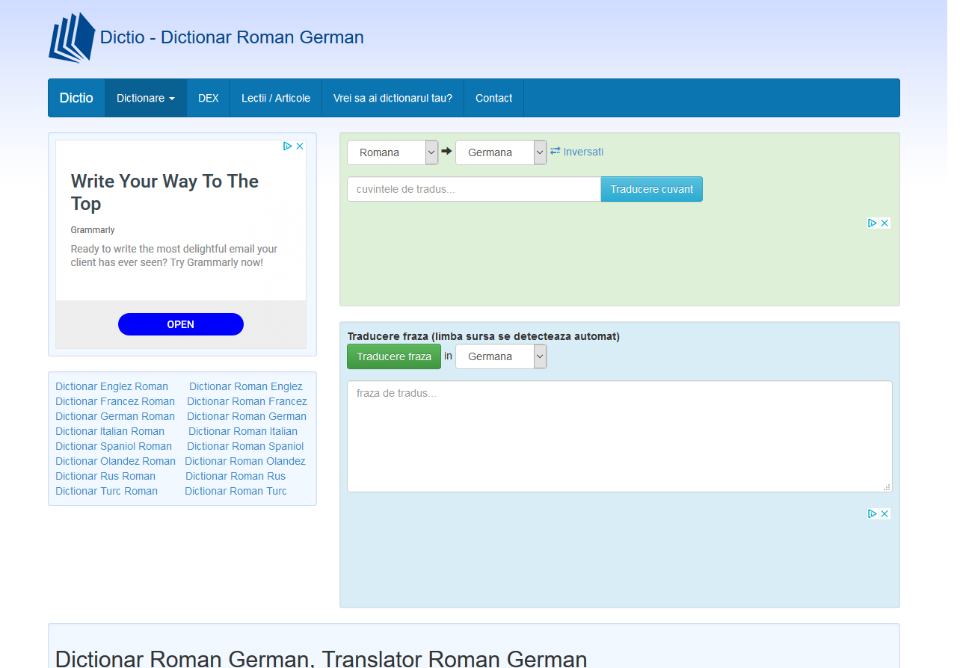 Dictio - Dictionar Roman German
Dictio Dictionare DEX Lectii / Articole Vrei sa ai dictionarul tau? Contact
Write Your Way To The
Top
Grammarly
Ready to write the most delightful email your
client has ever seen? Try Grammarly now!
OPEN
Dictionar Englez Roman Dictionar Roman Englez
Dictionar Francez Roman Dictionar Roman Francez
Dictionar German Roman Dictionar Roman German
Dictionar Italian Roman Dictionar Roman Italian
Dictionar Spaniol Roman Dictionar Roman Spaniol
Dictionar Olandez Roman Dictionar Roman Olandez
Dictionar Rus Roman Dictionar Roman Rus
Dictionar Turc Roman Dictionar Roman Turc
Romana Germana Inversati
cuvintele de tradus... Traducere cuvant
Traducere fraza (limba sursa se detecteaza automat)
Traducere fraza in Germana
fraza de tradus...
Dictionar Roman German, Translator Roman German